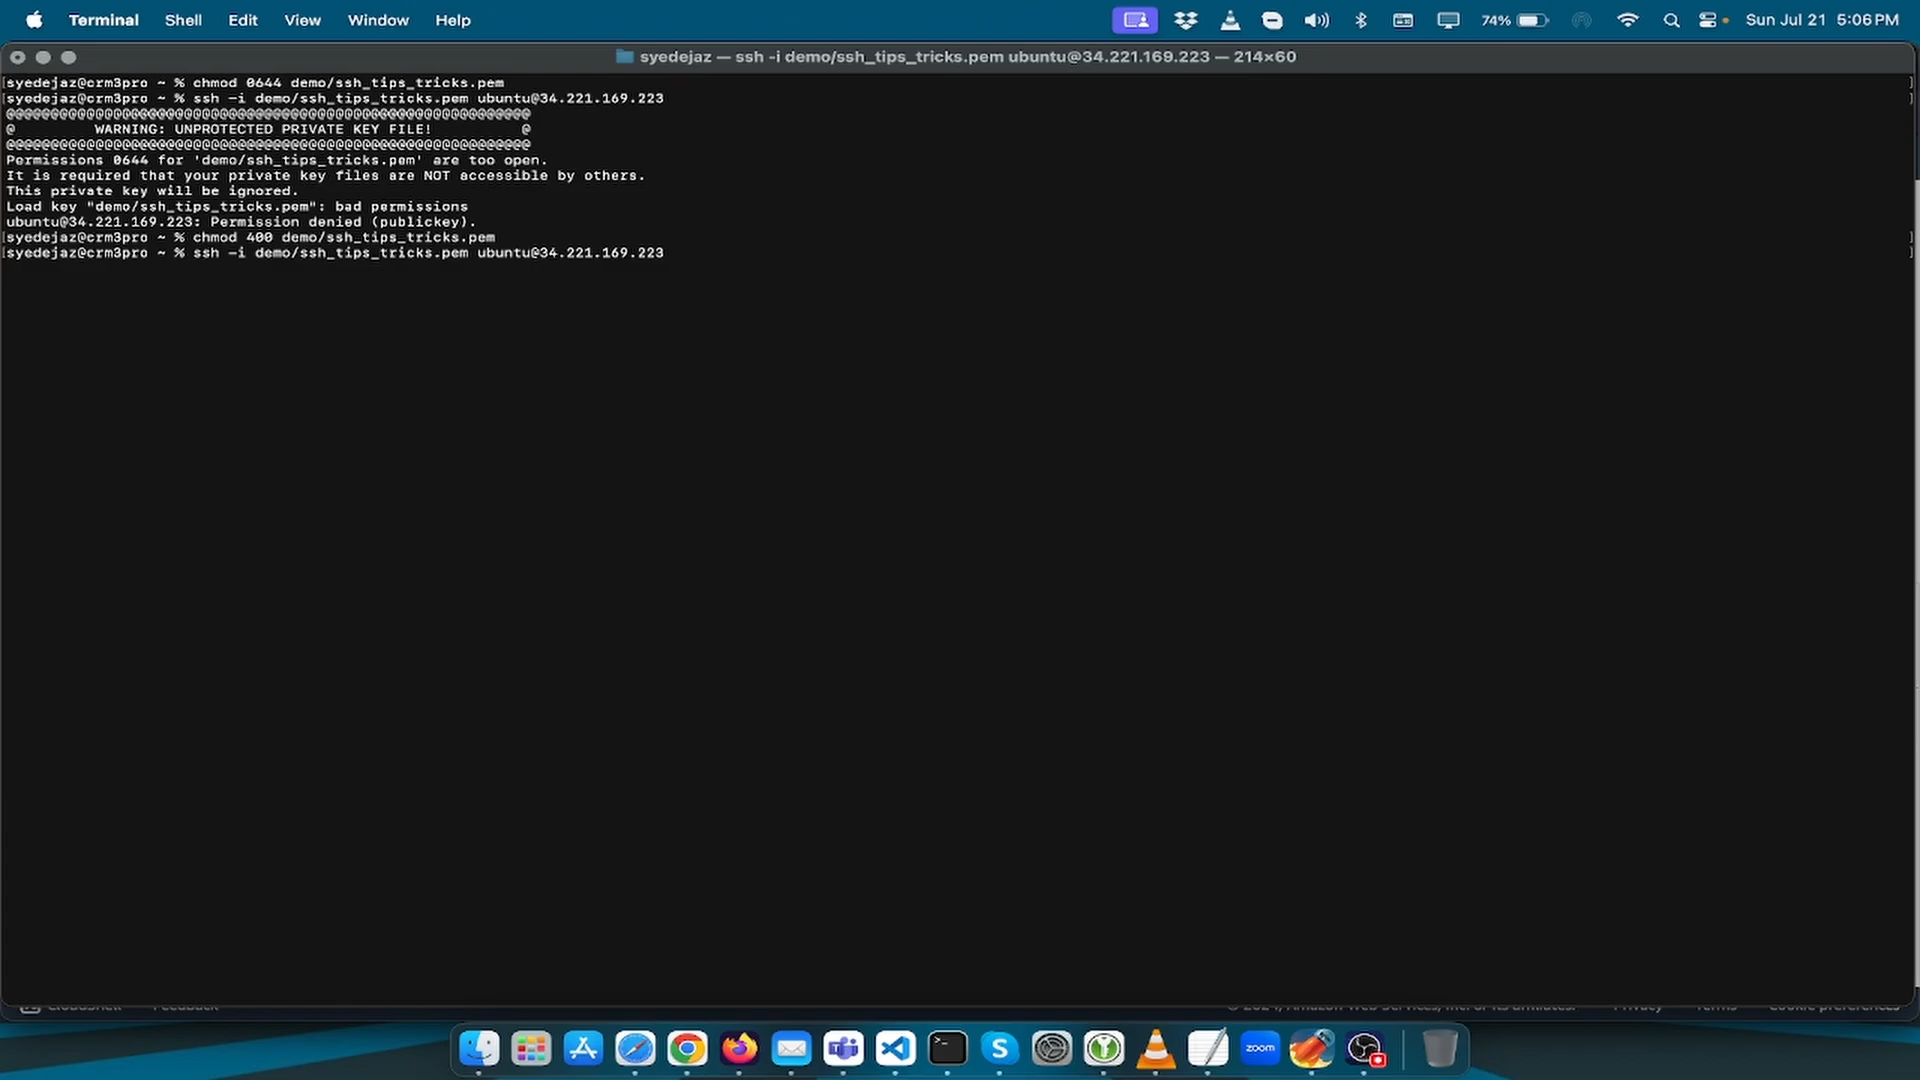 Terminal Shell Edit View Window Help 74% Sun Jul 21 5:06 PM
syedejaz — ssh -i demo/ssh_tips_tricks.pem ubuntu@34.221.169.223 — 214×60
[syedejaz@crm3pro ~ % chmod 0644 demo/ssh_tips_tricks.pem ]
[syedejaz@crm3pro ~ % ssh -i demo/ssh_tips_tricks.pem ubuntu@34.221.169.223 ]
@@@@@@@@@@@@@@@@@@@@@@@@@@@@@@@@@@@@@@@@@@@@@@@@@@@@@@@@@@@
@ WARNING: UNPROTECTED PRIVATE KEY FILE! @
@@@@@@@@@@@@@@@@@@@@@@@@@@@@@@@@@@@@@@@@@@@@@@@@@@@@@@@@@@@
Permissions 0644 for 'demo/ssh_tips_tricks.pem' are too open.
It is required that your private key files are NOT accessible by others.
This private key will be ignored.
Load key "demo/ssh_tips_tricks.pem": bad permissions
ubuntu@34.221.169.223: Permission denied (publickey).
[syedejaz@crm3pro ~ % chmod 400 demo/ssh_tips_tricks.pem ]
[syedejaz@crm3pro ~ % ssh -i demo/ssh_tips_tricks.pem ubuntu@34.221.169.223 ]
zoom